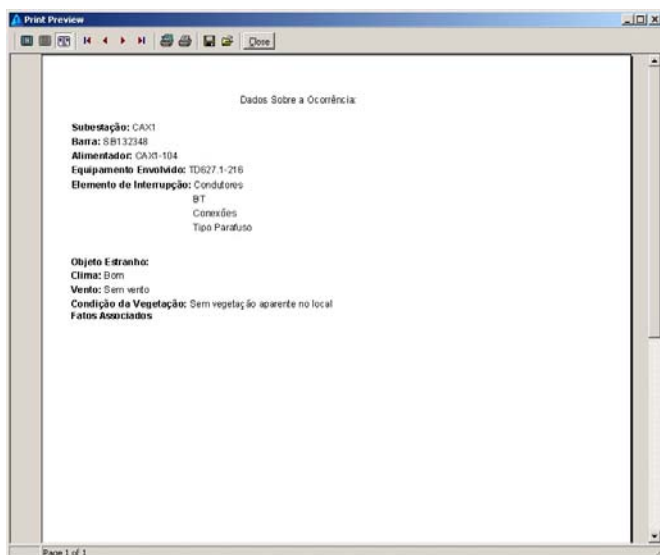 Print Preview
Close
Dados Sobre a Ocorrência:
Subestação: CAX1
Barra: SB132348
Alimentador: CAX1-104
Equipamento Envolvido: TD627.1-216
Elemento de Interrupção: Condutores
BT
Conexões
Tipo Parafuso
Objeto Estranho:
Clima: Bom
Vento: Sem vento
Condição da Vegetação: Sem vegetação aparente no local
Fatos Associados
Page 1 of 1